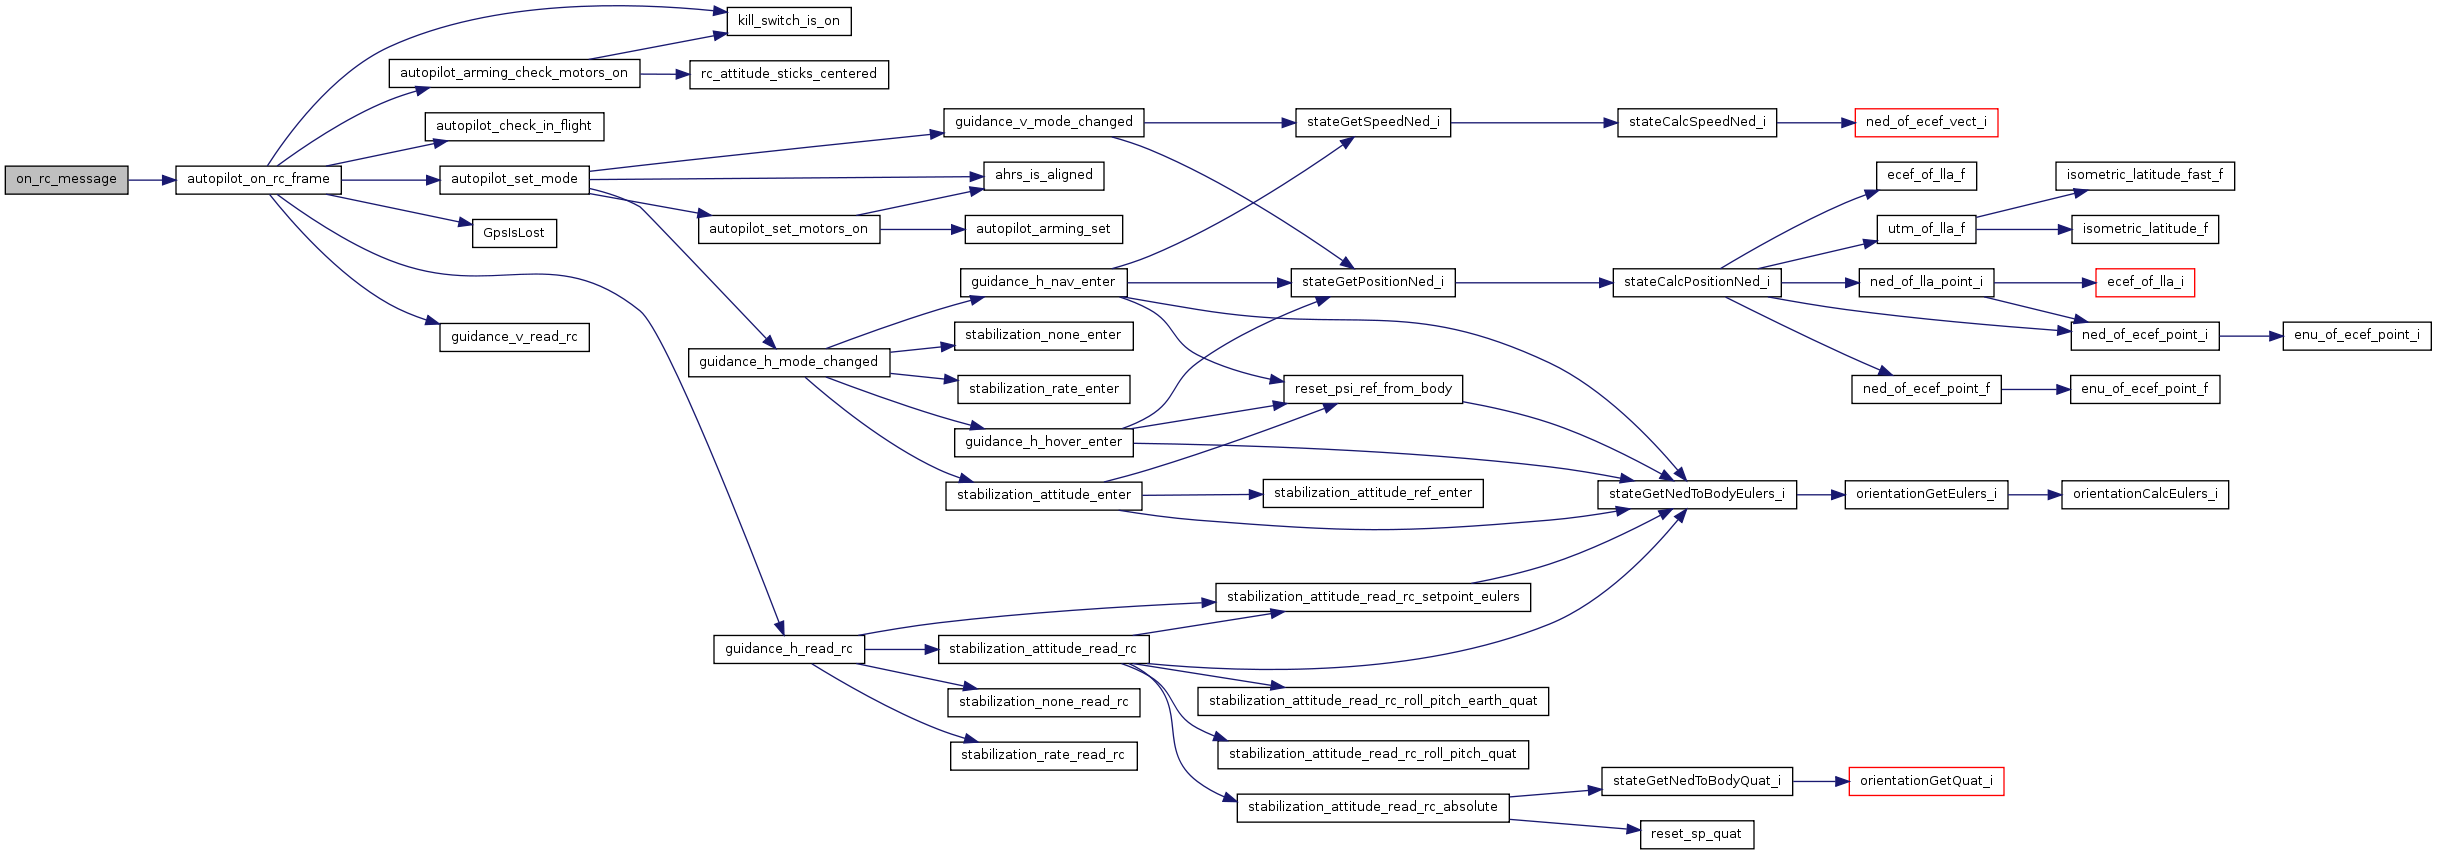 on_rc_message
autopilot_on_rc_frame
kill_switch_is_on
autopilot_arming_check_motors_on
rc_attitude_sticks_centered
autopilot_check_in_flight
autopilot_set_mode
GpsIsLost
guidance_v_read_rc
guidance_v_mode_changed
ahrs_is_aligned
autopilot_set_motors_on
autopilot_arming_set
guidance_h_mode_changed
guidance_h_nav_enter
stabilization_none_enter
stabilization_rate_enter
guidance_h_hover_enter
stabilization_attitude_enter
stateGetSpeedNed_i
stateCalcSpeedNed_i
ned_of_ecef_vect_i
stateGetPositionNed_i
stateCalcPositionNed_i
ecef_of_lla_f
utm_of_lla_f
isometric_latitude_fast_f
isometric_latitude_f
ned_of_lla_point_i
ecef_of_lla_i
ned_of_ecef_point_i
enu_of_ecef_point_i
ned_of_ecef_point_f
enu_of_ecef_point_f
reset_psi_ref_from_body
stabilization_attitude_ref_enter
stateGetNedToBodyEulers_i
orientationGetEulers_i
orientationCalcEulers_i
guidance_h_read_rc
stabilization_attitude_read_rc_setpoint_eulers
stabilization_attitude_read_rc
stabilization_none_read_rc
stabilization_rate_read_rc
stabilization_attitude_read_rc_roll_pitch_earth_quat
stabilization_attitude_read_rc_roll_pitch_quat
stabilization_attitude_read_rc_absolute
stateGetNedToBodyQuat_i
orientationGetQuat_i
reset_sp_quat